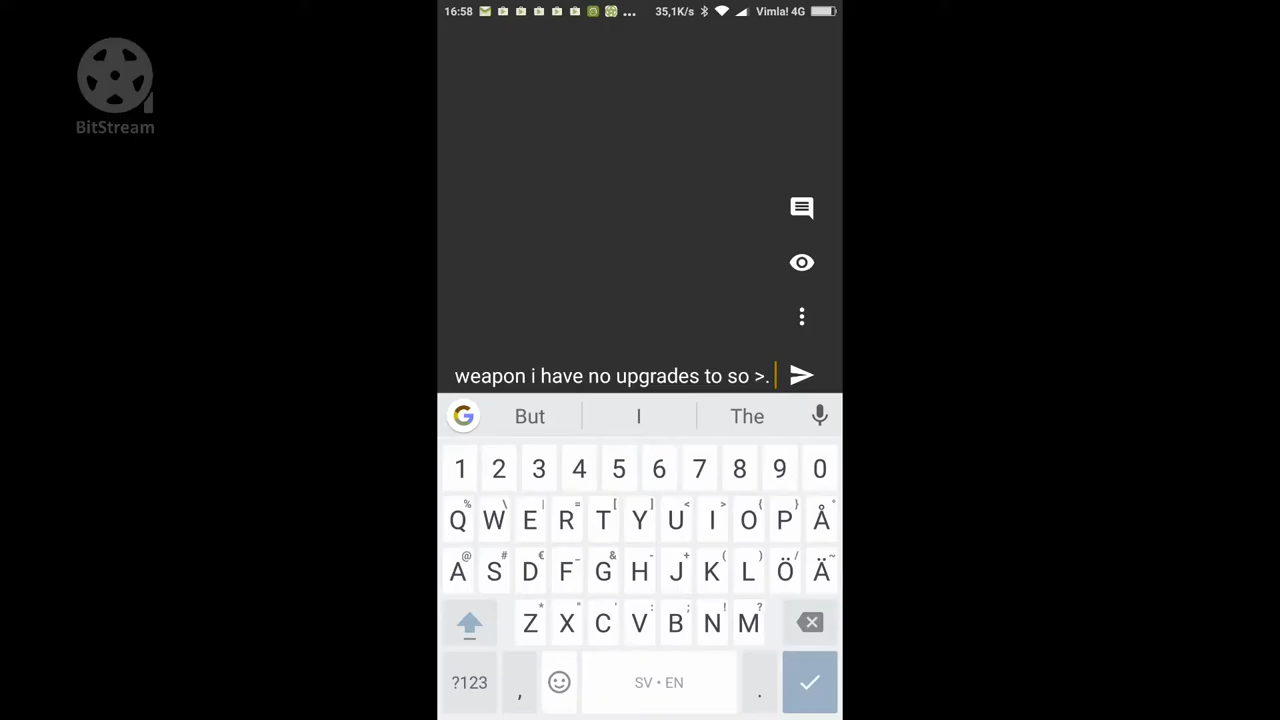 16:58 ... 35,1K/s Vimla! 4G
BitStream
weapon i have no upgrades to so >.
G But I The
1 2 3 4 5 6 7 8 9 0
% \ | = [ ] < > { } °
Q W E R T Y U I O P Å
@ # € _ & - + ( ) / ~
A S D F G H J K L Ö Ä
* " ' : ; ! ?
Z X C V B N M
?123 , SV • EN .